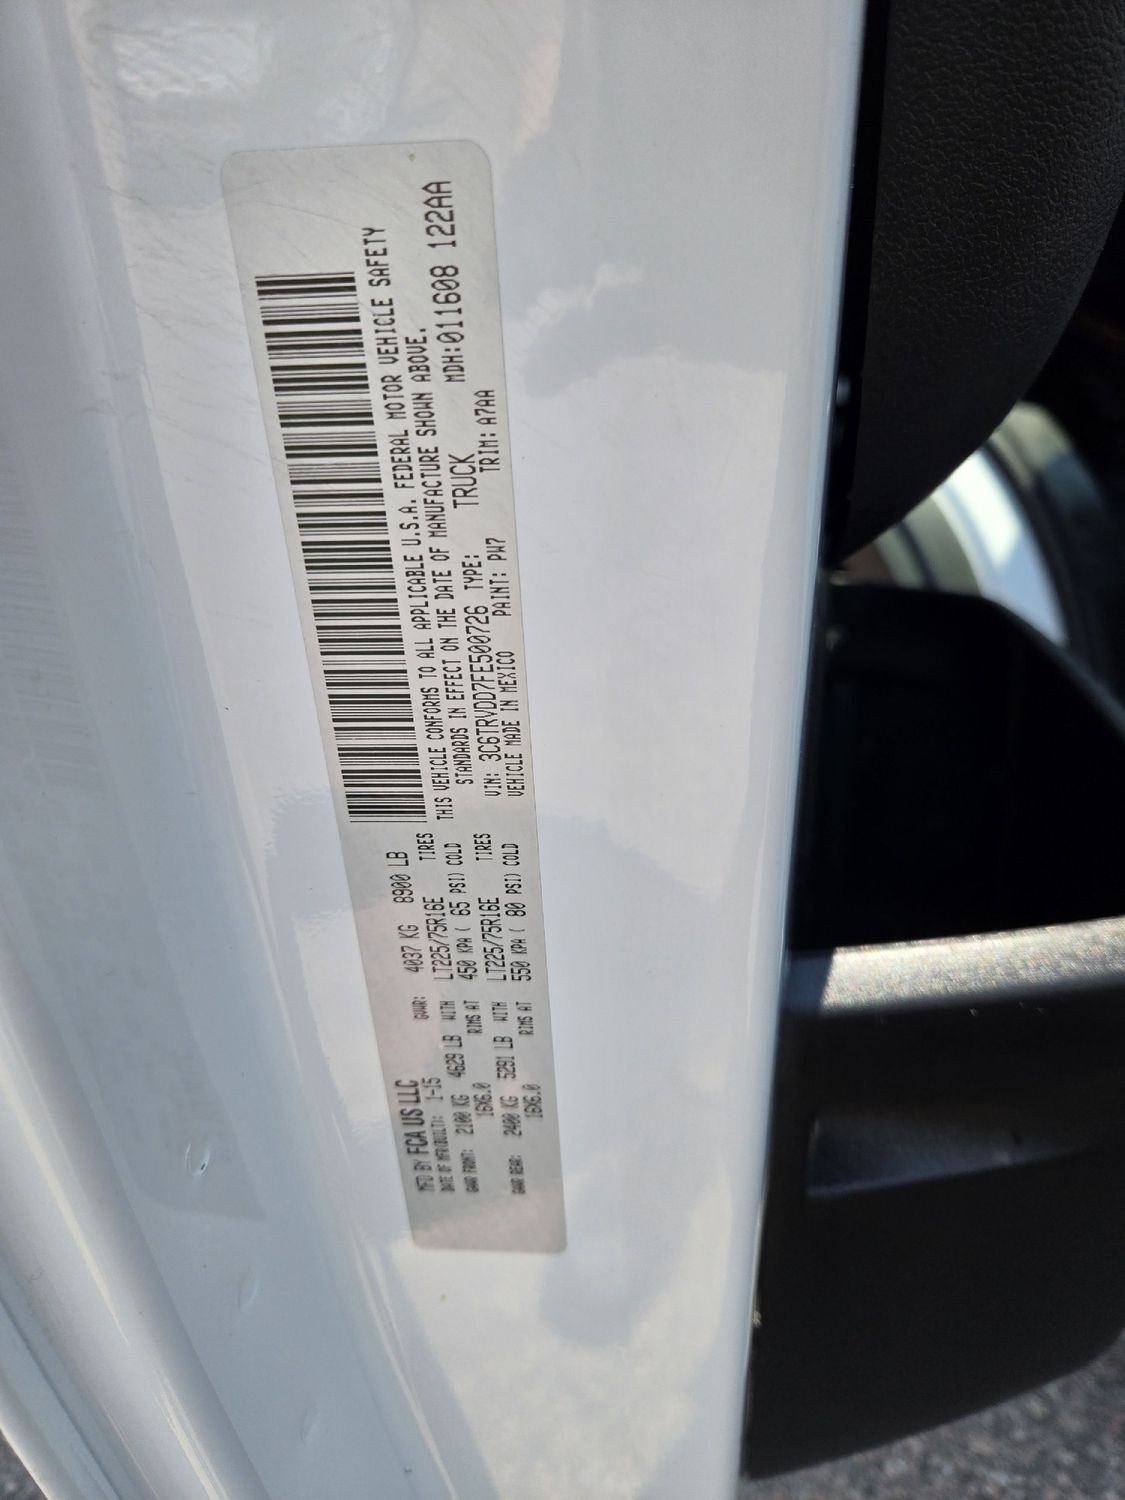 MFD BY FCA US LLC
DATE OF MFR(BUILT): 1-15 GVWR: 4037 KG 8900 LB
GAWR FRONT: 2100 KG 4629 LB WITH LT225/75R16E TIRES
16X6.0 RIMS AT 450 KPA ( 65 PSI) COLD
GAWR REAR: 2400 KG 5291 LB WITH LT225/75R16E TIRES
16X6.0 RIMS AT 550 KPA ( 80 PSI) COLD
THIS VEHICLE CONFORMS TO ALL APPLICABLE U.S.A. FEDERAL MOTOR VEHICLE SAFETY
STANDARDS IN EFFECT ON THE DATE OF MANUFACTURE SHOWN ABOVE.
VIN: 3C6TRVDD7FE500726 TYPE: TRUCK MDH:011608 122AA
VEHICLE MADE IN MEXICO PAINT: PW7 TRIM: A7AA